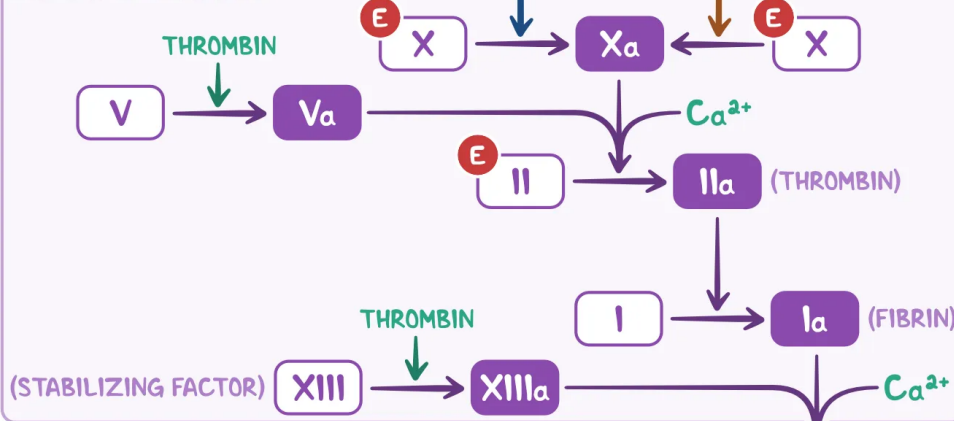 E
X
Xa
E
X
THROMBIN
V
Va
Ca²⁺
E
II
IIa
(THROMBIN)
I
Ia
(FIBRIN)
THROMBIN
(STABILIZING FACTOR)
XIII
XIIIa
Ca²⁺